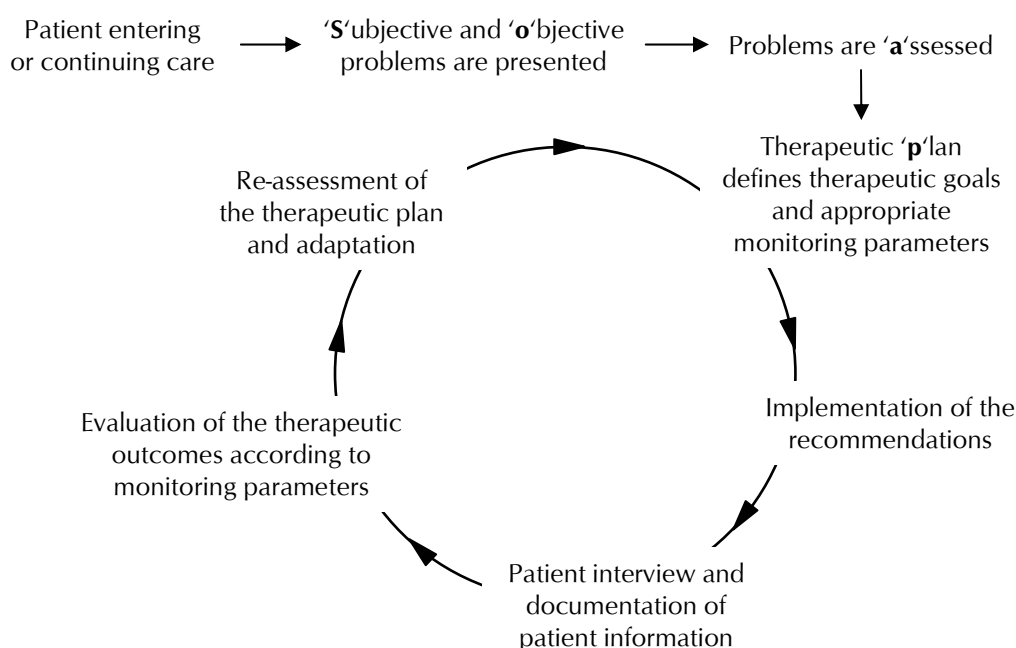 Patient entering
or continuing care
‘S‘ubjective and ‘o‘bjective
problems are presented
Problems are ‘a‘ssessed
Therapeutic ‘p‘lan
defines therapeutic goals
and appropriate
monitoring parameters
Implementation of the
recommendations
Patient interview and
documentation of
patient information
Evaluation of the therapeutic
outcomes according to
monitoring parameters
Re-assessment of
the therapeutic plan
and adaptation